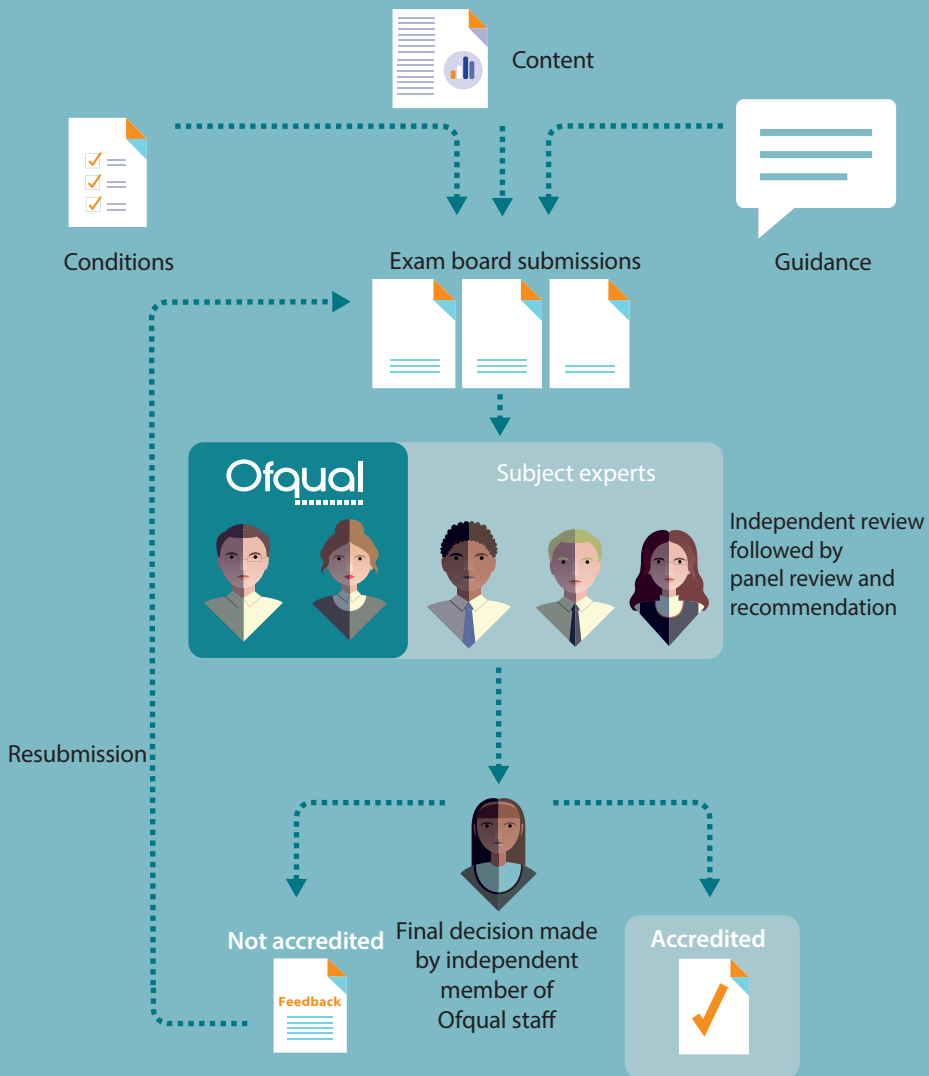 Content
Conditions
Guidance
Exam board submissions
Ofqual
Subject experts
Independent review
followed by
panel review and
recommendation
Resubmission
Not accredited
Feedback
Final decision made
by independent
member of
Ofqual staff
Accredited